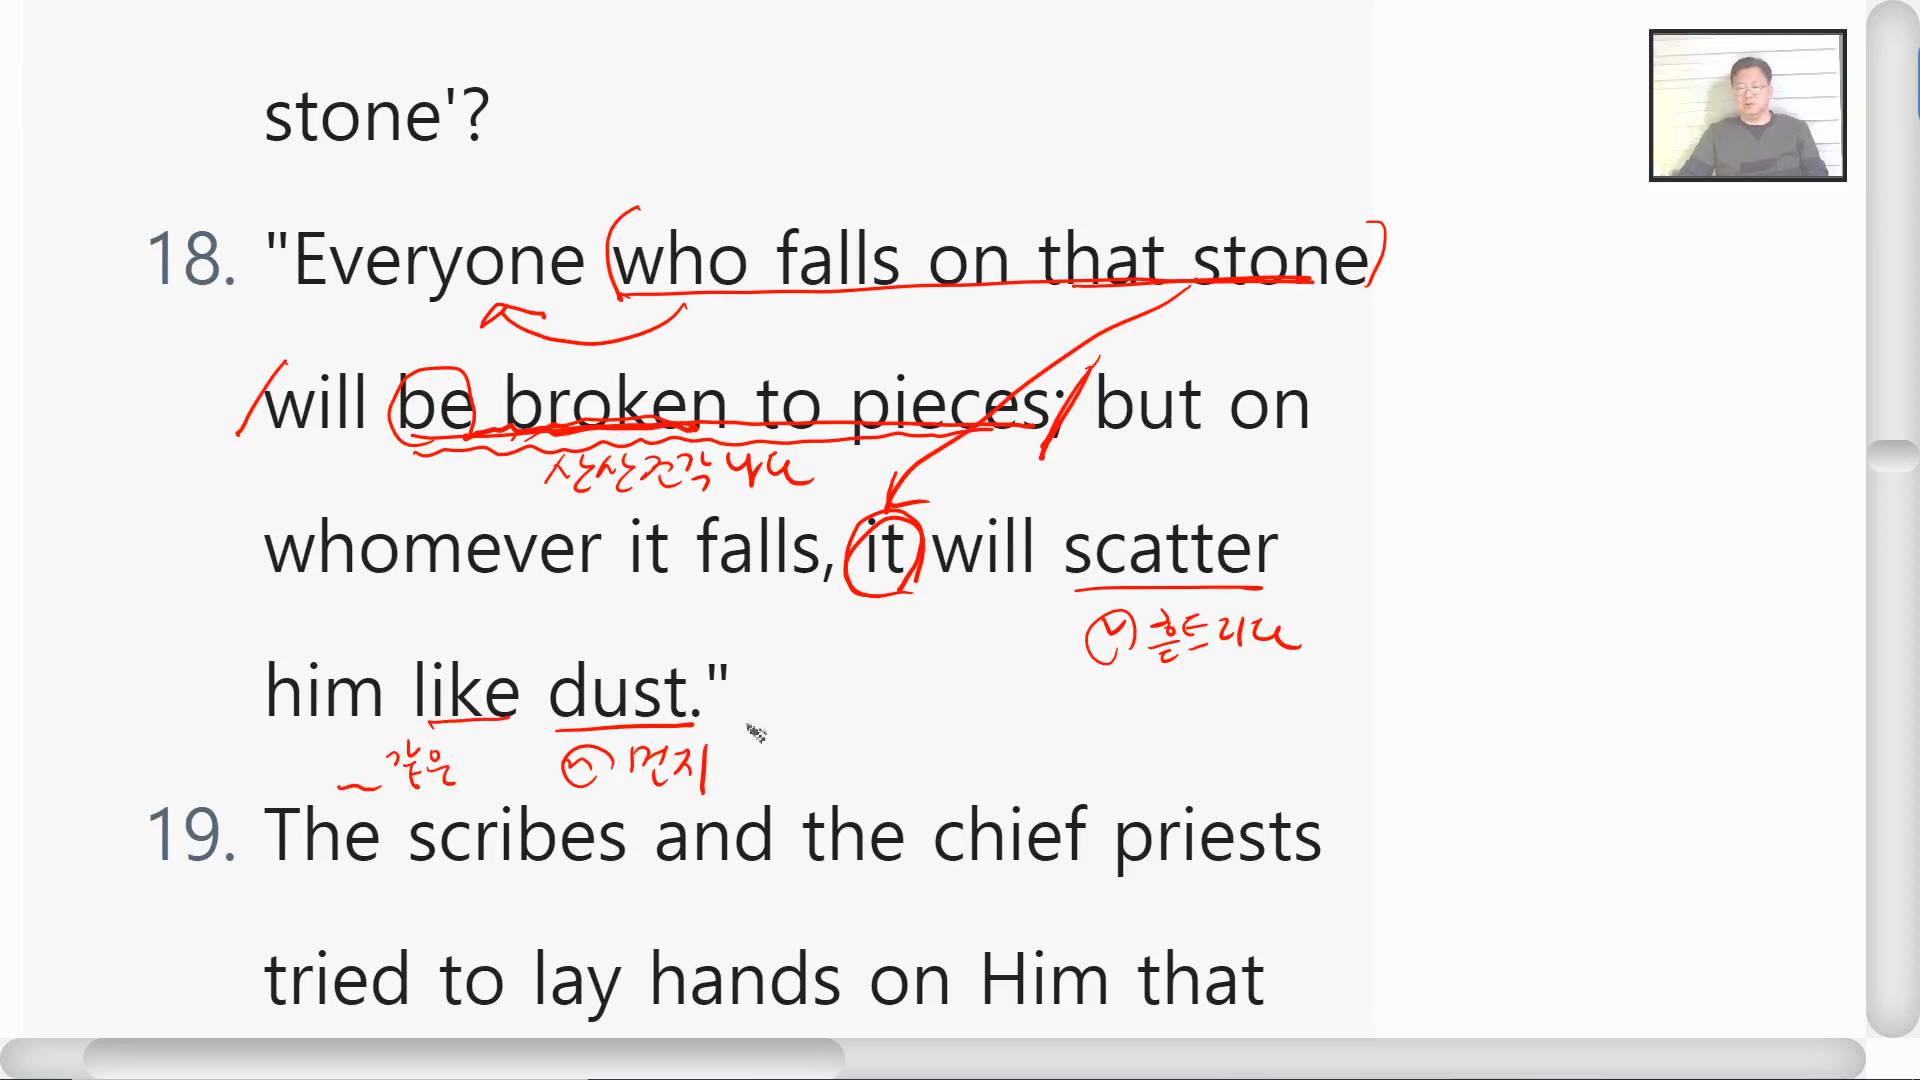 stone'?
18. "Everyone who falls on that stone
will be broken to pieces; but on
산산조각 나다
whomever it falls, it will scatter
v 흩트리다
him like dust."
~같은
n 먼지
19. The scribes and the chief priests
tried to lay hands on Him that